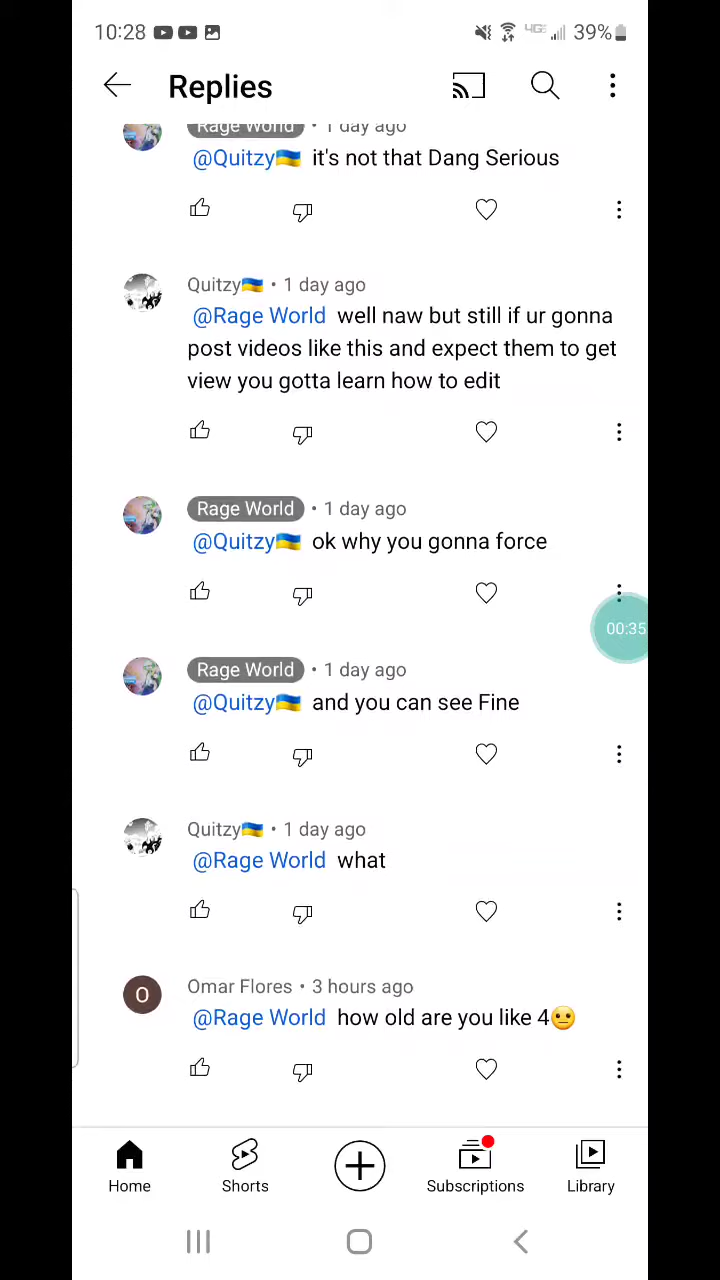 10:28 4G 39%
Replies
Rage World • 1 day ago
@Quitzy🇺🇦 it's not that Dang Serious
Quitzy🇺🇦 • 1 day ago
@Rage World well naw but still if ur gonna
post videos like this and expect them to get
view you gotta learn how to edit
Rage World • 1 day ago
@Quitzy🇺🇦 ok why you gonna force
00:35
Rage World • 1 day ago
@Quitzy🇺🇦 and you can see Fine
Quitzy🇺🇦 • 1 day ago
@Rage World what
O
Omar Flores • 3 hours ago
@Rage World how old are you like 4😐
Home Shorts Subscriptions Library